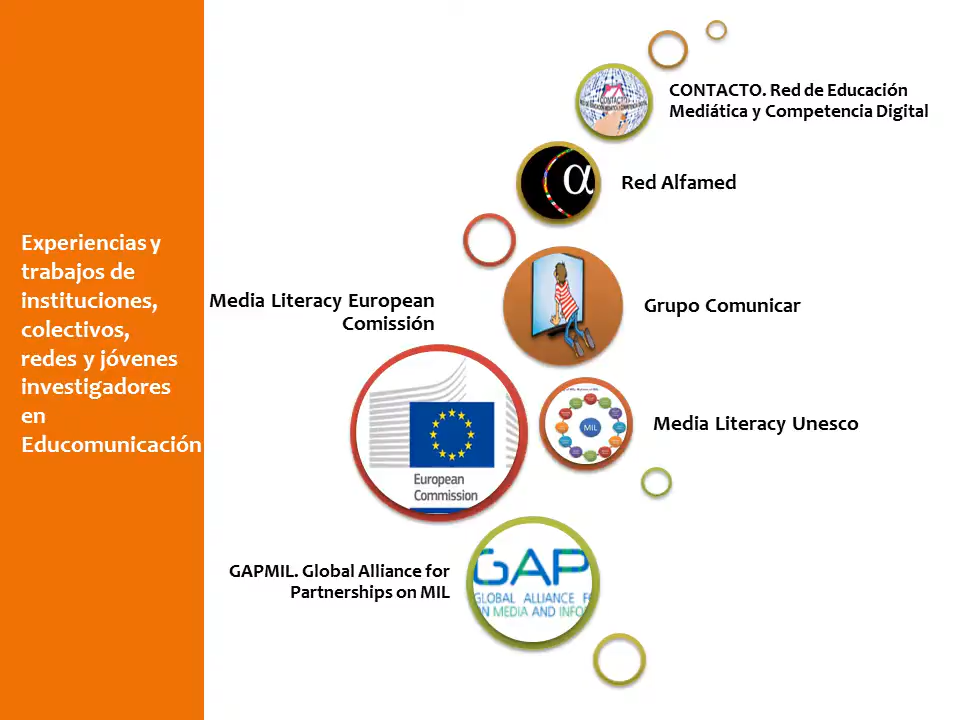 Experiencias y
trabajos de
instituciones,
colectivos,
redes y jóvenes
investigadores
en
Educomunicación
CONTACTO. Red de Educación
Mediática y Competencia Digital
CONTACTO
Red Alfamed
α
Grupo Comunicar
Media Literacy European
Comissión
European
Commission
Media Literacy Unesco
MIL
GAPMIL. Global Alliance for
Partnerships on MIL
GAP
GLOBAL ALLIANCE F
N MEDIA AND INFO